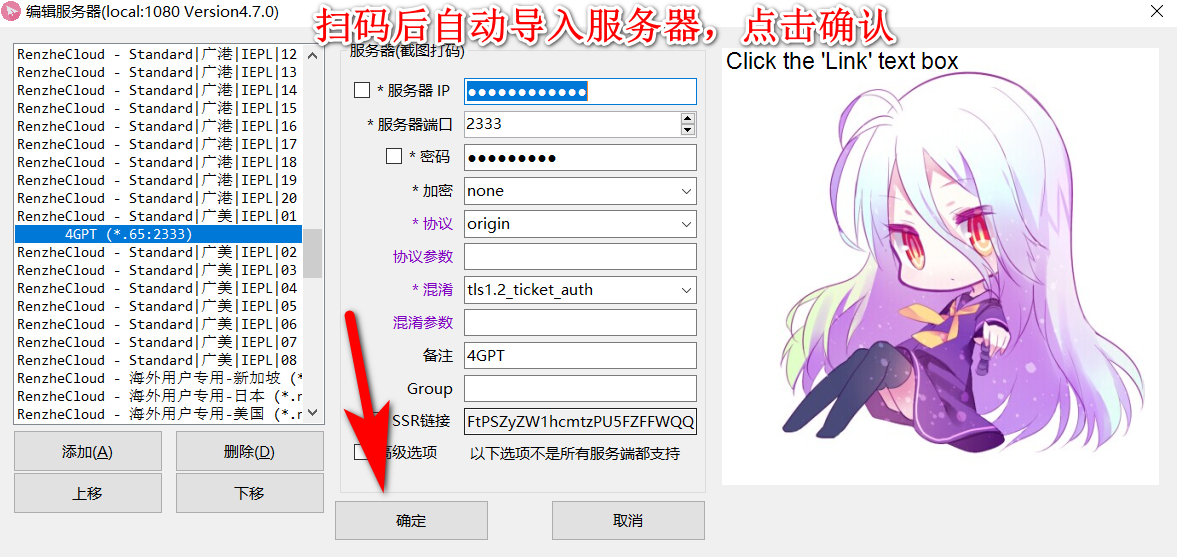 编辑服务器(local:1080 Version4.7.0)
扫码后自动导入服务器，点击确认
RenzheCloud - Standard|广港|IEPL|12
RenzheCloud - Standard|广港|IEPL|13
RenzheCloud - Standard|广港|IEPL|14
RenzheCloud - Standard|广港|IEPL|15
RenzheCloud - Standard|广港|IEPL|16
RenzheCloud - Standard|广港|IEPL|17
RenzheCloud - Standard|广港|IEPL|18
RenzheCloud - Standard|广港|IEPL|19
RenzheCloud - Standard|广港|IEPL|20
RenzheCloud - Standard|广美|IEPL|01
4GPT (*.65:2333)
RenzheCloud - Standard|广美|IEPL|02
RenzheCloud - Standard|广美|IEPL|03
RenzheCloud - Standard|广美|IEPL|04
RenzheCloud - Standard|广美|IEPL|05
RenzheCloud - Standard|广美|IEPL|06
RenzheCloud - Standard|广美|IEPL|07
RenzheCloud - Standard|广美|IEPL|08
RenzheCloud - 海外用户专用-新加坡 (*
RenzheCloud - 海外用户专用-日本 (*.r
RenzheCloud - 海外用户专用-美国 (*.r
添加(A)
删除(D)
上移
下移
服务器(截图打码)
* 服务器 IP ●●●●●●●●●●●●
* 服务器端口 2333
* 密码 ●●●●●●●●●
* 加密 none
* 协议 origin
协议参数
* 混淆 tls1.2_ticket_auth
混淆参数
备注 4GPT
Group
SSR链接 FtPSZyZW1hcmtzPU5FZFFWQQ
高级选项 以下选项不是所有服务端都支持
确定
取消
Click the 'Link' text box